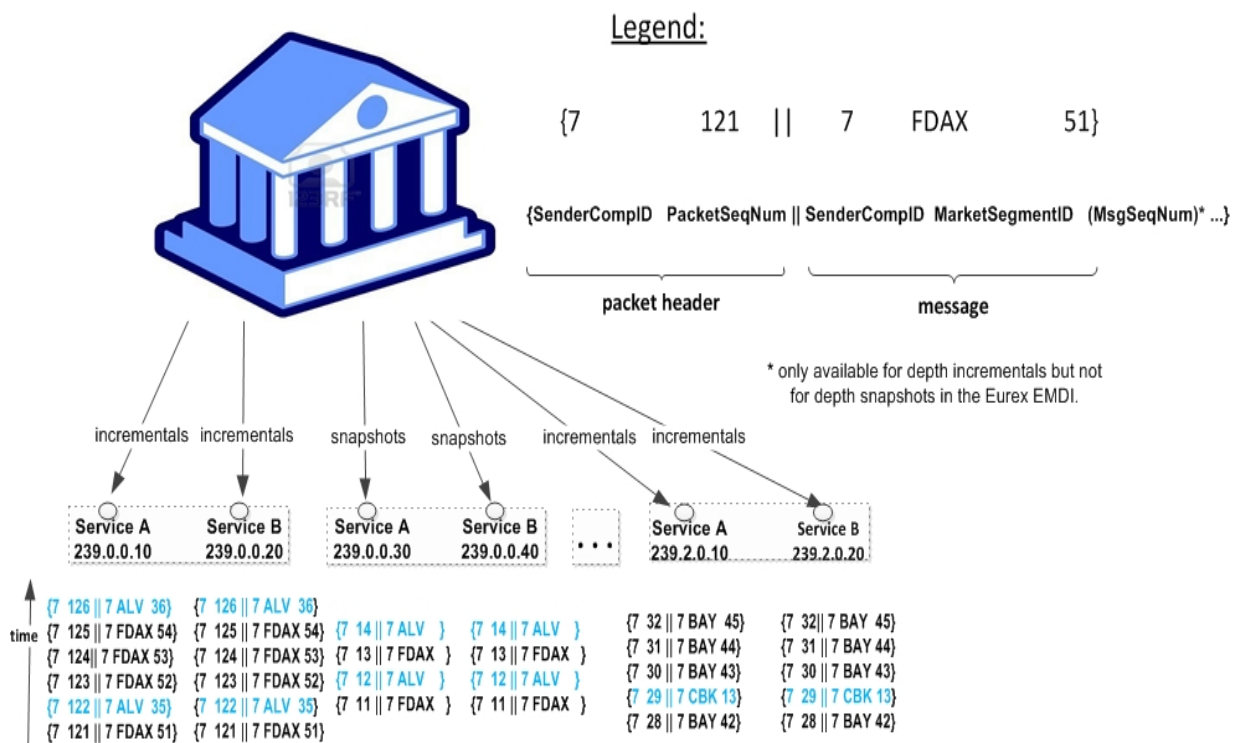 Legend:
{7 121 || 7 FDAX 51}
123RF
{SenderCompID PacketSeqNum || SenderCompID MarketSegmentID (MsgSeqNum)* ...}
packet header message
* only available for depth incrementals but not
for depth snapshots in the Eurex EMDI.
incrementals incrementals snapshots snapshots incrementals incrementals
Service A Service B Service A Service B Service A Service B
239.0.0.10 239.0.0.20 239.0.0.30 239.0.0.40 ... 239.2.0.10 239.2.0.20
time
{7 126 || 7 ALV 36} {7 126 || 7 ALV 36}
{7 125 || 7 FDAX 54} {7 125 || 7 FDAX 54} {7 14 || 7 ALV } {7 14 || 7 ALV } {7 32 || 7 BAY 45} {7 32|| 7 BAY 45}
{7 124|| 7 FDAX 53} {7 124 || 7 FDAX 53} {7 13 || 7 FDAX } {7 13 || 7 FDAX } {7 31 || 7 BAY 44} {7 31 || 7 BAY 44}
{7 123 || 7 FDAX 52} {7 123 || 7 FDAX 52} {7 12 || 7 ALV } {7 12 || 7 ALV } {7 30 || 7 BAY 43} {7 30 || 7 BAY 43}
{7 122 || 7 ALV 35} {7 122 || 7 ALV 35} {7 11 || 7 FDAX } {7 11 || 7 FDAX } {7 29 || 7 CBK 13} {7 29 || 7 CBK 13}
{7 121 || 7 FDAX 51} {7 121 || 7 FDAX 51} {7 28 || 7 BAY 42} {7 28 || 7 BAY 42}